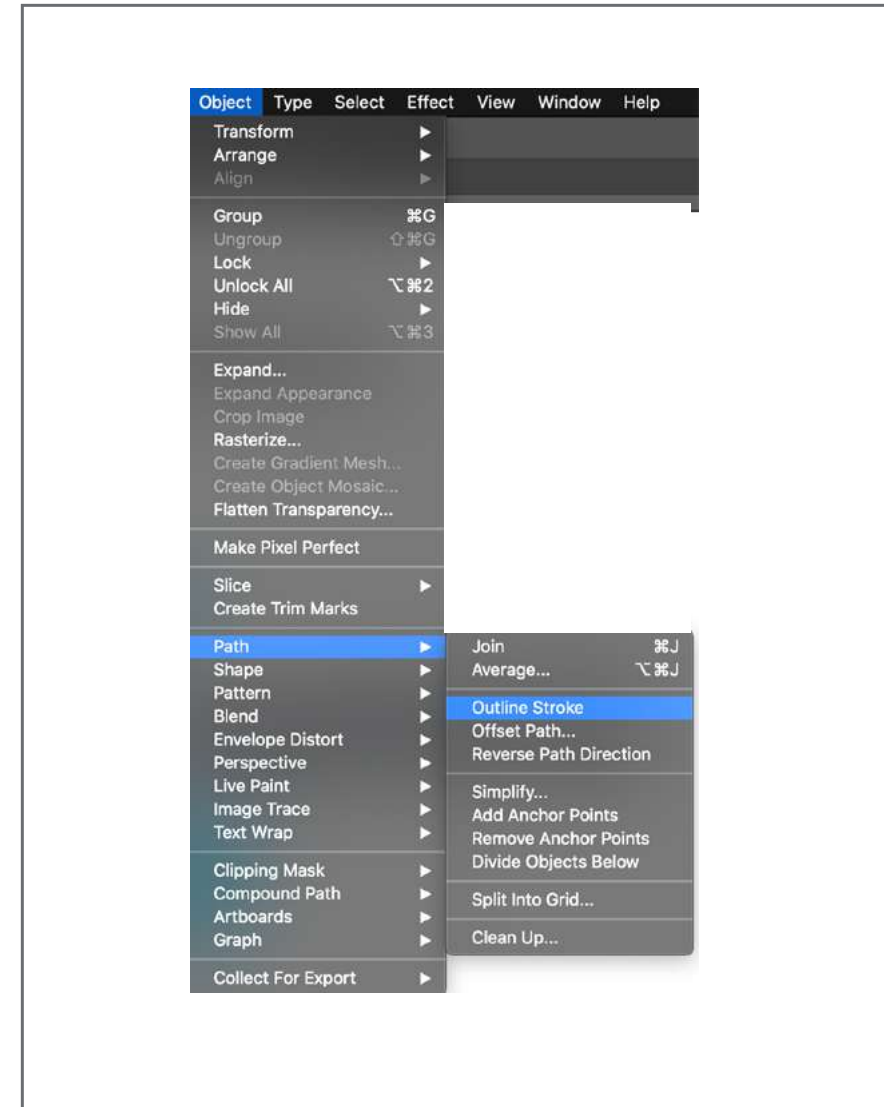 Object Type Select Effect View Window Help
Transform ▶
Arrange ▶
Align ▶
Group ⌘G
Ungroup ⇧⌘G
Lock ▶
Unlock All ⌥⌘2
Hide ▶
Show All ⌥⌘3
Expand...
Expand Appearance
Crop Image
Rasterize...
Create Gradient Mesh...
Create Object Mosaic...
Flatten Transparency...
Make Pixel Perfect
Slice ▶
Create Trim Marks
Path ▶
Shape ▶
Pattern ▶
Blend ▶
Envelope Distort ▶
Perspective ▶
Live Paint ▶
Image Trace ▶
Text Wrap ▶
Clipping Mask ▶
Compound Path ▶
Artboards ▶
Graph ▶
Collect For Export ▶
Join ⌘J
Average... ⌥⌘J
Outline Stroke
Offset Path...
Reverse Path Direction
Simplify...
Add Anchor Points
Remove Anchor Points
Divide Objects Below
Split Into Grid...
Clean Up...